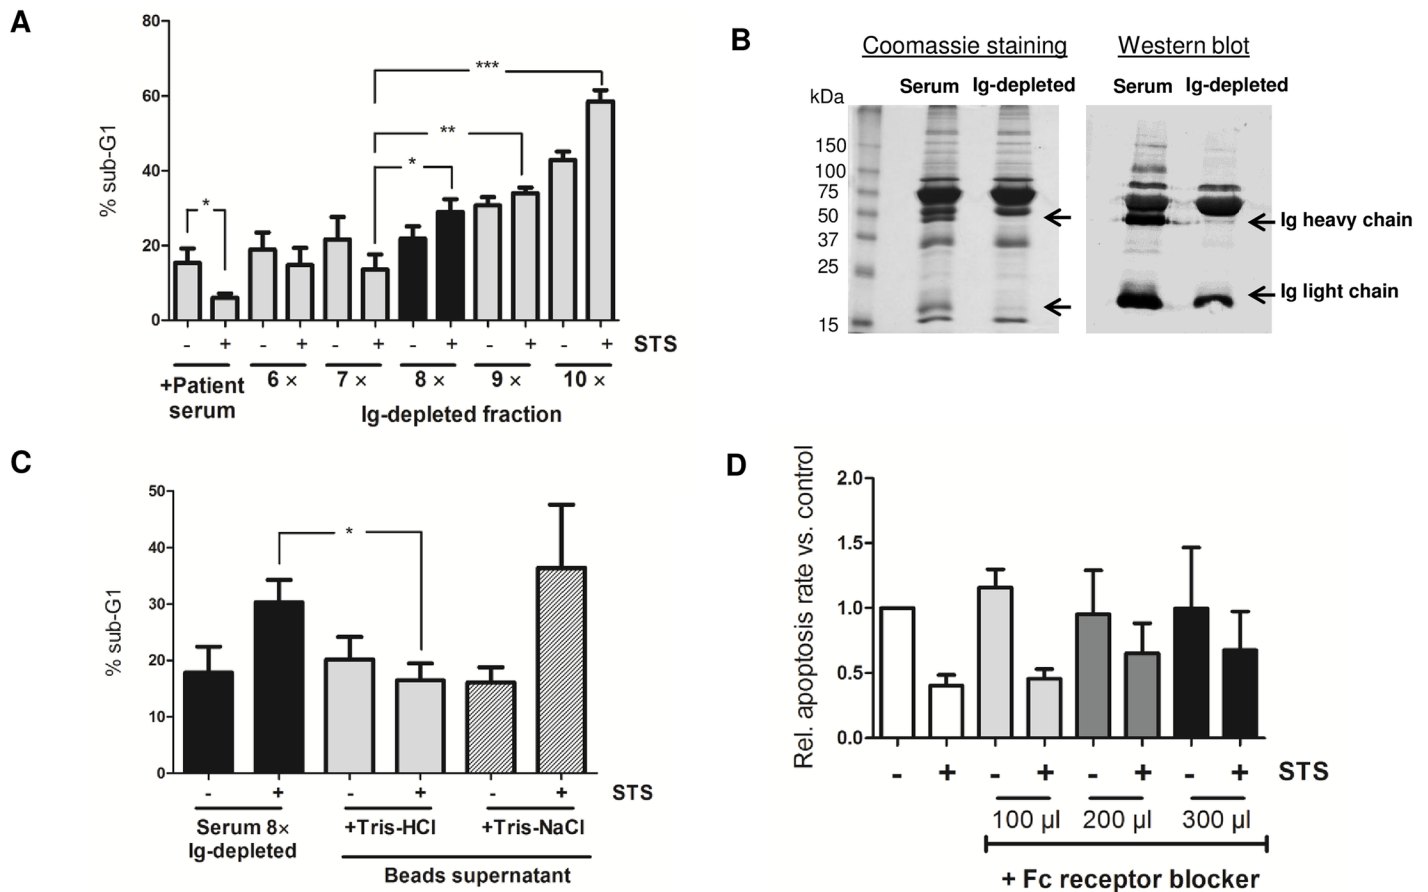 A
% sub-G1
80
60
40
20
0
*
*
**
***
- + - + - + - + - + - + STS
+Patient serum
6 × 7 × 8 × 9 × 10 ×
Ig-depleted fraction
B
Coomassie staining Western blot
Serum Ig-depleted Serum Ig-depleted
kDa
150
100
75
50
37
25
15
Ig heavy chain
Ig light chain
C
% sub-G1
50
40
30
20
10
0
*
- + - + - + STS
Serum 8× +Tris-HCl +Tris-NaCl
Ig-depleted
Beads supernatant
D
Rel. apoptosis rate vs. control
2.0
1.5
1.0
0.5
0.0
- + - + - + - + STS
100 µl 200 µl 300 µl
+ Fc receptor blocker